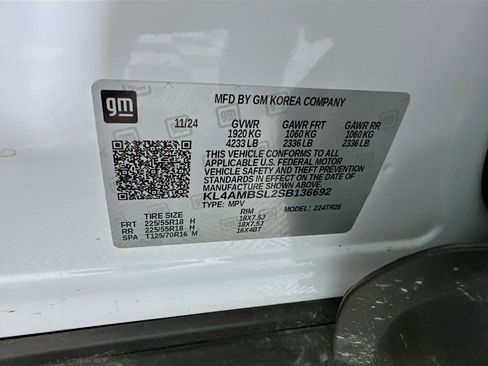 gm
MFD BY GM KOREA COMPANY
11/24 GVWR GAWR FRT GAWR RR
1920 KG 1060 KG 1060 KG
4233 LB 2336 LB 2336 LB
THIS VEHICLE CONFORMS TO ALL
APPLICABLE U.S. FEDERAL MOTOR
VEHICLE SAFETY AND THEFT PREVENTION
STANDARDS IN EFFECT ON THE DATE OF
MANUFACTURE SHOWN ABOVE.
KL4AMBSL2SB136692
TYPE: MPV MODEL: 224TR26
TIRE SIZE RIM
FRT 225/55R18 H 18X7.5J
RR 225/55R18 H 18X7.5J
SPA T125/70R16 M 16X4BT